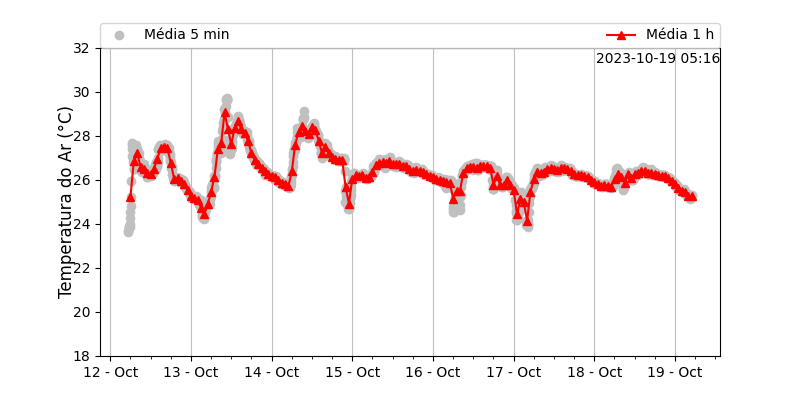 Média 5 min
Média 1 h
2023-10-19 05:16
Temperatura do Ar (°C)
32
30
28
26
24
22
20
18
12 - Oct
13 - Oct
14 - Oct
15 - Oct
16 - Oct
17 - Oct
18 - Oct
19 - Oct